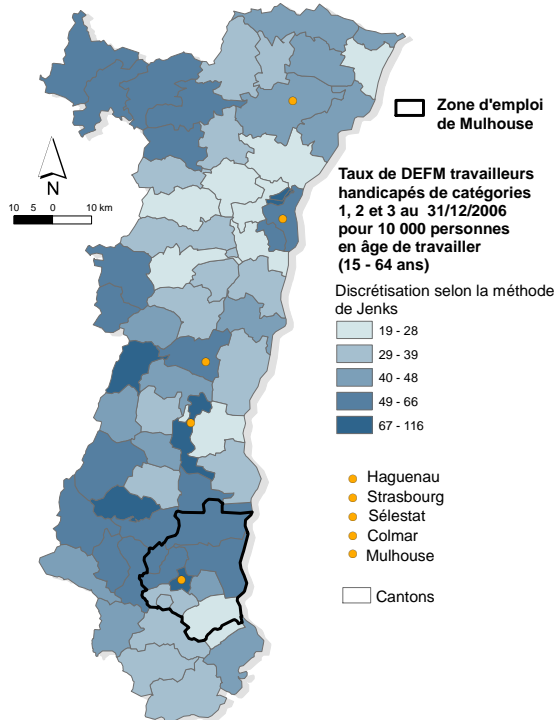 Zone d'emploi
de Mulhouse
N
10 5 0 10 km
Taux de DEFM travailleurs
handicapés de catégories
1, 2 et 3 au 31/12/2006
pour 10 000 personnes
en âge de travailler
(15 - 64 ans)
Discrétisation selon la méthode
de Jenks
19 - 28
29 - 39
40 - 48
49 - 66
67 - 116
Haguenau
Strasbourg
Sélestat
Colmar
Mulhouse
Cantons